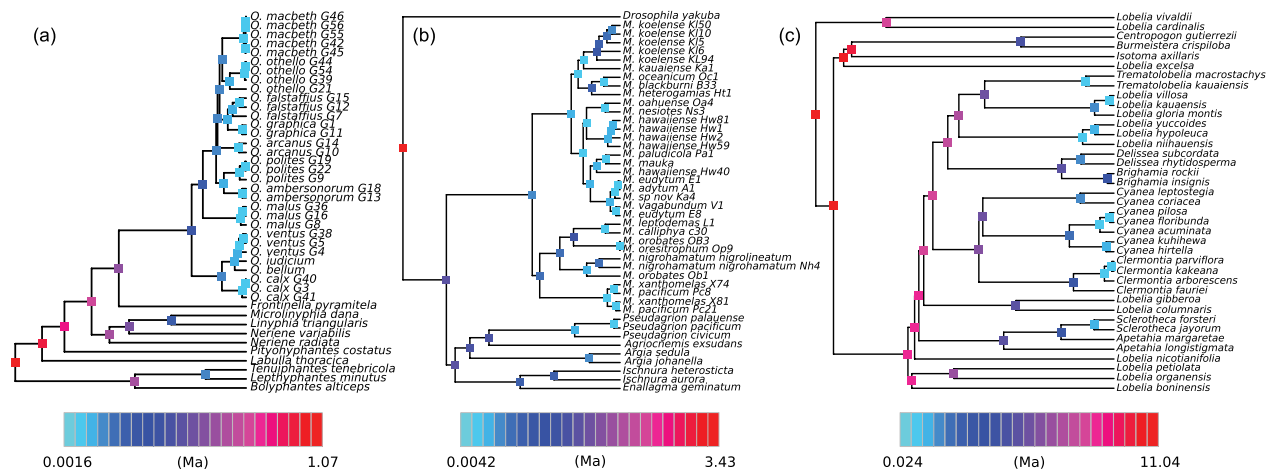 (a)
O. macbeth G46
O. macbeth G56
O. macbeth G55
O. macbeth G42
O. macbeth G45
O. othello G44
O. othello G54
O. othello G39
O. othello G21
O. falstaffius G15
O. falstaffius G12
O. falstaffius G7
O. graphica G1
O. graphica G11
O. arcanus G14
O. arcanus G10
O. polites G19
O. polites G22
O. polites G9
O. ambersonorum G18
O. ambersonorum G13
O. malus G36
O. malus G16
O. malus G8
O. ventus G38
O. ventus G5
O. ventus G4
O. iudicium
O. bellum
O. calx G40
O. calx G3
O. calx G41
Frontinella pyramitela
Microlinyphia dana
Linyphia triangularis
Neriene variabilis
Neriene radiata
Pityohyphantes costatus
Labulla thoracica
Tenuiphantes tenebricola
Lepthyphantes minutus
Bolyphantes alticeps
0.0016
(Ma)
1.07
(b)
Drosophila yakuba
M. koelense Kl50
M. koelense Kl10
M. koelense Kl5
M. koelense Kl6
M. koelense KL94
M. kauaiense Ka1
M. oceanicum Oc1
M. blackburni B33
M. heterogamias Ht1
M. oahuense Oa4
M. nesiotes Ns3
M. hawaiiense Hw81
M. hawaiiense Hw1
M. hawaiiense Hw2
M. hawaiiense Hw59
M. paludicola Pa1
M. mauka
M. hawaiiense Hw40
M. eudytum E1
M. adytum A1
M. sp nov Ka4
M. vagabundum V1
M. eudytum E8
M. leptodemas L1
M. calliphya c30
M. orobates OB3
M. oresitrophum Op9
M. nigrohamatum nigrolineatum
M. nigrohamatum nigrohamatum Nh4
M. orobates Ob1
M. xanthomelas X74
M. pacificum Pc8
M. xanthomelas X81
M. pacificum Pc21
Pseudagrion palauense
Pseudagrion pacificum
Pseudagrion civicum
Agriocnemis exsudans
Argia sedula
Argia johanella
Ischnura heterosticta
Ischnura aurora
Enallagma geminatum
0.0042
(Ma)
3.43
(c)
Lobelia vivaldii
Lobelia cardinalis
Centropogon gutierrezii
Burmeistera crispiloba
Isotoma axillaris
Lobelia excelsa
Trematolobelia macrostachys
Trematolobelia kauaiensis
Lobelia villosa
Lobelia kauaensis
Lobelia gloria montis
Lobelia yuccoides
Lobelia hypoleuca
Lobelia niihauensis
Delissea subcordata
Delissea rhytidosperma
Brighamia rockii
Brighamia insignis
Cyanea leptostegia
Cyanea coriacea
Cyanea pilosa
Cyanea floribunda
Cyanea acuminata
Cyanea kuhihewa
Cyanea hirtella
Clermontia parviflora
Clermontia kakeana
Clermontia arborescens
Clermontia fauriei
Lobelia gibberoa
Lobelia columnaris
Sclerotheca forsteri
Sclerotheca jayorum
Apetahia margaretae
Apetahia longistigmata
Lobelia nicotianifolia
Lobelia petiolata
Lobelia organensis
Lobelia boninensis
0.024
(Ma)
11.04